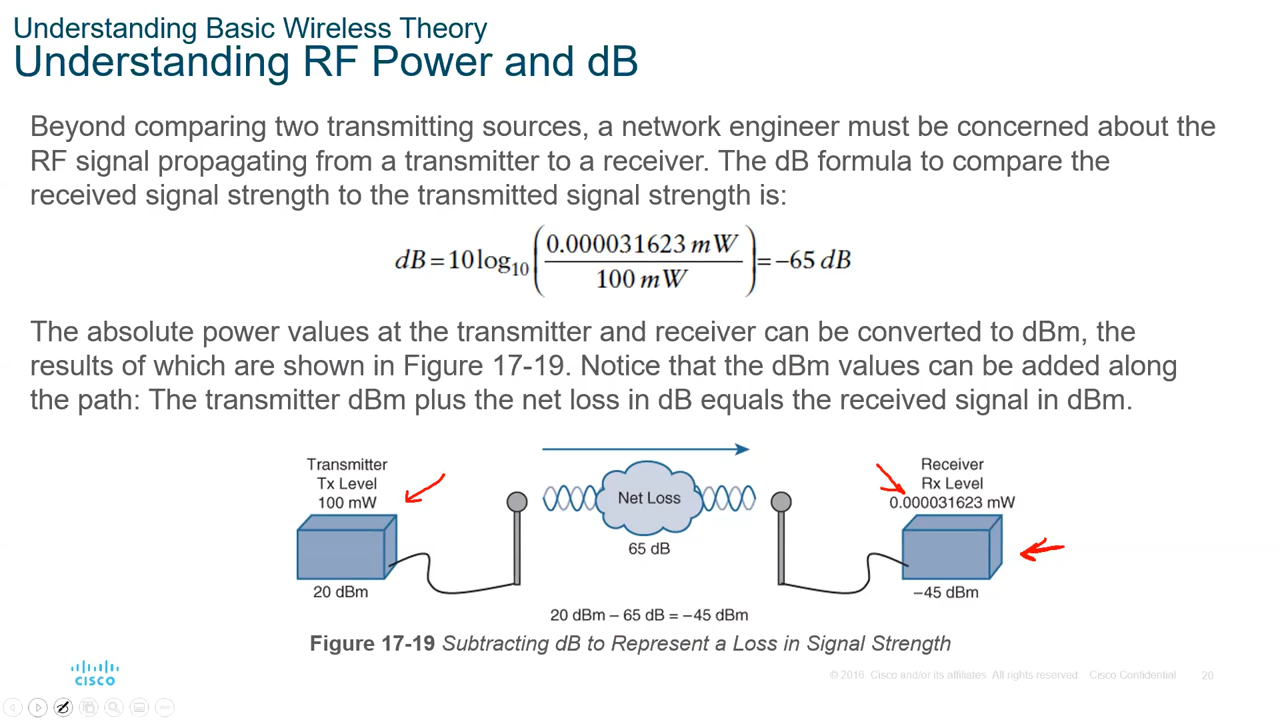 Understanding Basic Wireless Theory
Understanding RF Power and dB
Beyond comparing two transmitting sources, a network engineer must be concerned about the
RF signal propagating from a transmitter to a receiver. The dB formula to compare the
received signal strength to the transmitted signal strength is:
dB = 10log₁₀ (0.000031623 mW / 100 mW) = −65 dB
The absolute power values at the transmitter and receiver can be converted to dBm, the
results of which are shown in Figure 17-19. Notice that the dBm values can be added along
the path: The transmitter dBm plus the net loss in dB equals the received signal in dBm.
Transmitter
Tx Level
100 mW
20 dBm
Net Loss
65 dB
20 dBm – 65 dB = –45 dBm
Receiver
Rx Level
0.000031623 mW
–45 dBm
Figure 17-19 Subtracting dB to Represent a Loss in Signal Strength
CISCO
© 2016 Cisco and/or its affiliates. All rights reserved. Cisco Confidential 20